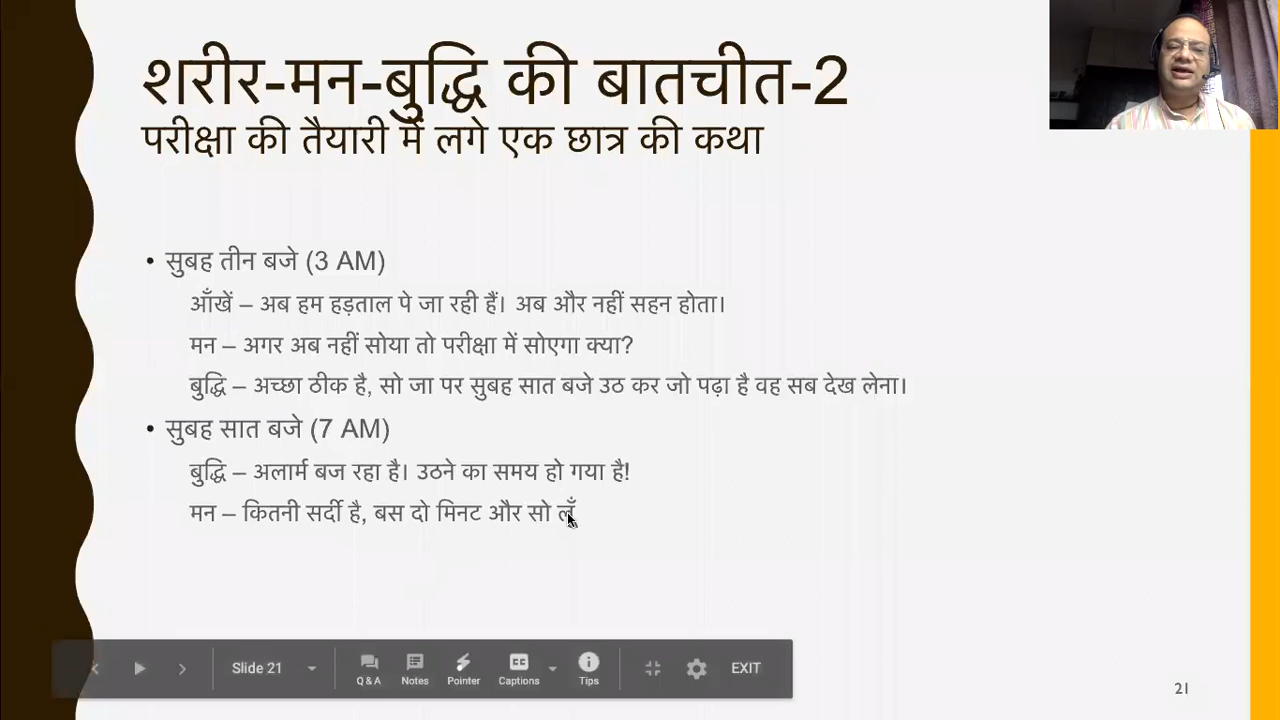 शरीर-मन-बुद्धि की बातचीत-2
परीक्षा की तैयारी में लगे एक छात्र की कथा
• सुबह तीन बजे (3 AM)
आँखें – अब हम हड़ताल पे जा रही हैं। अब और नहीं सहन होता।
मन – अगर अब नहीं सोया तो परीक्षा में सोएगा क्या?
बुद्धि – अच्छा ठीक है, सो जा पर सुबह सात बजे उठ कर जो पढ़ा है वह सब देख लेना।
• सुबह सात बजे (7 AM)
बुद्धि – अलार्म बज रहा है। उठने का समय हो गया है!
मन – कितनी सर्दी है, बस दो मिनट और सो लूँ
Slide 21
Q & A
Notes
Pointer
CC
Captions
Tips
EXIT
21